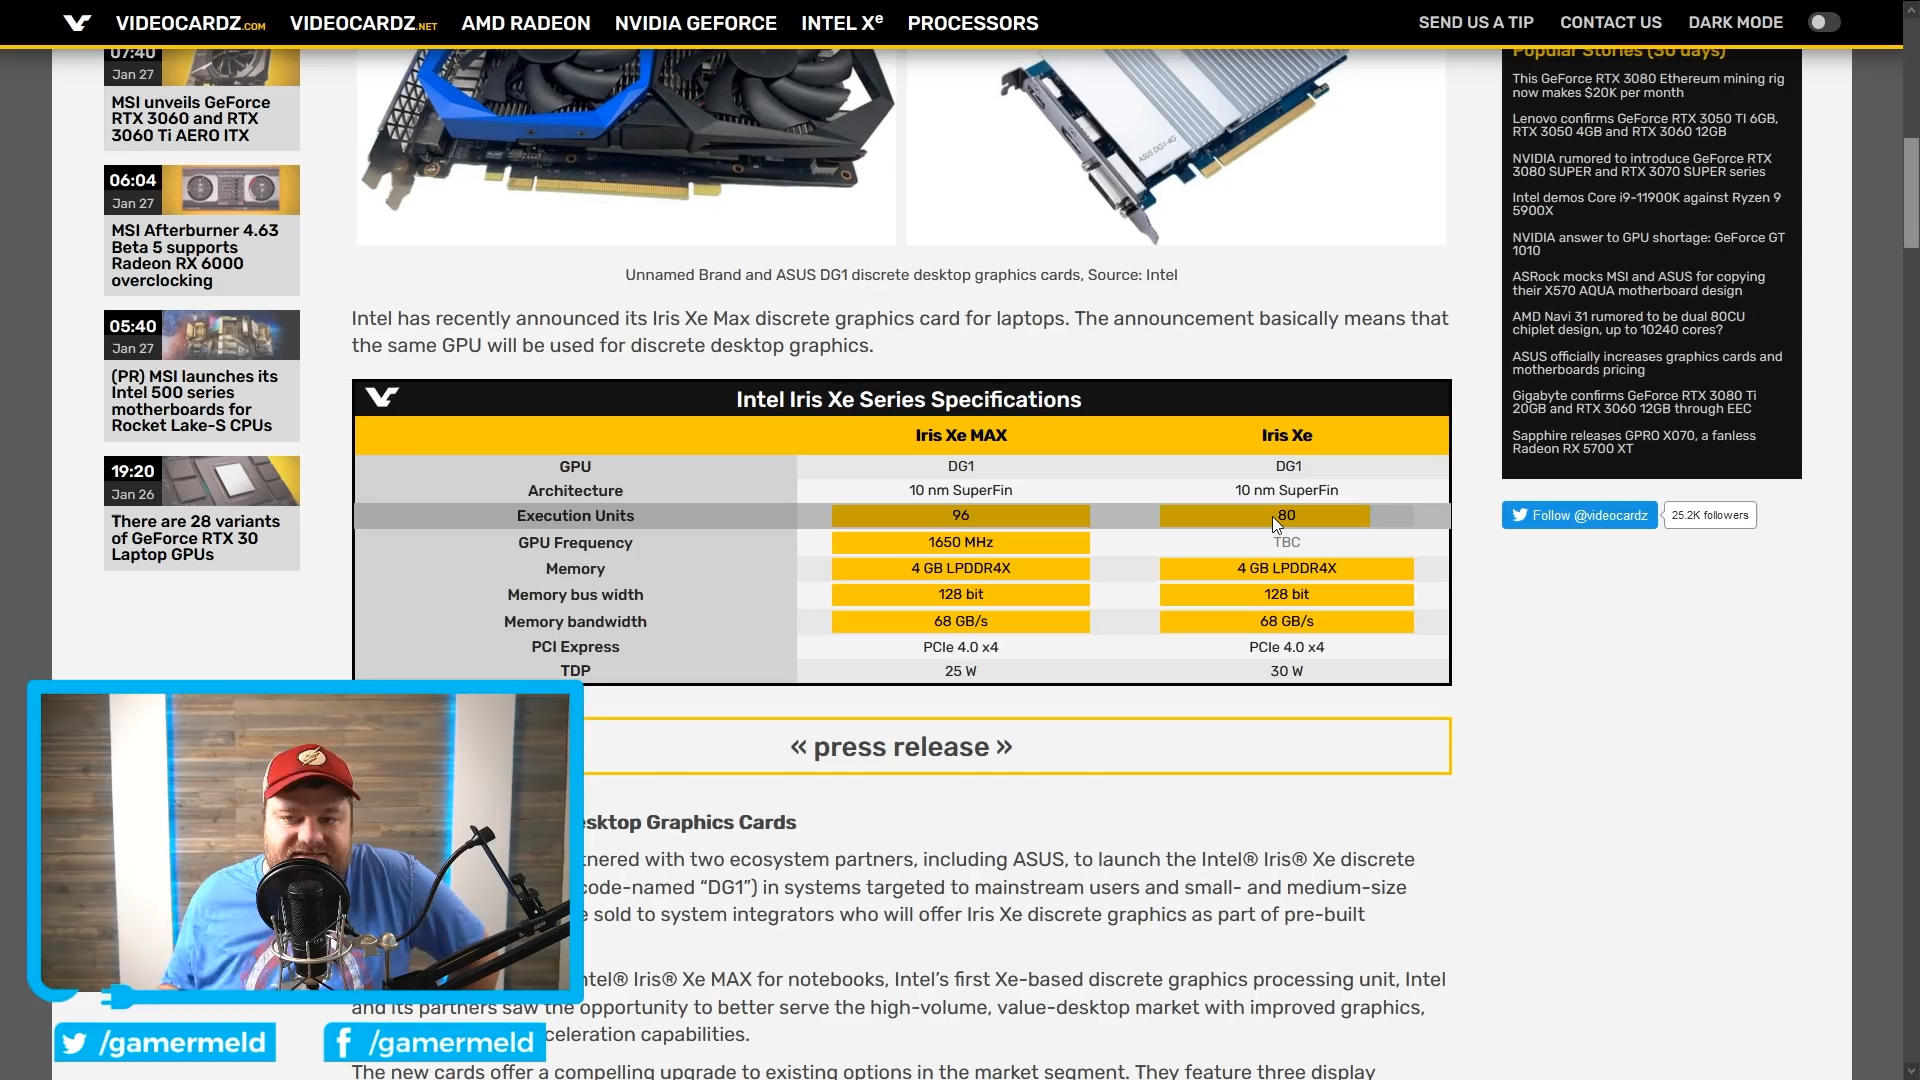 VIDEOCARDZ.COM VIDEOCARDZ.NET AMD RADEON NVIDIA GEFORCE INTEL Xe PROCESSORS SEND US A TIP CONTACT US DARK MODE
07:40
Jan 27
MSI unveils GeForce
RTX 3060 and RTX
3060 Ti AERO ITX
06:04
Jan 27
MSI Afterburner 4.63
Beta 5 supports
Radeon RX 6000
overclocking
05:40
Jan 27
(PR) MSI launches its
Intel 500 series
motherboards for
Rocket Lake-S CPUs
19:20
Jan 26
There are 28 variants
of GeForce RTX 30
Laptop GPUs
ASUS DG1-4G
Unnamed Brand and ASUS DG1 discrete desktop graphics cards, Source: Intel
Intel has recently announced its Iris Xe Max discrete graphics card for laptops. The announcement basically means that
the same GPU will be used for discrete desktop graphics.
Intel Iris Xe Series Specifications
Iris Xe MAX Iris Xe
GPU DG1 DG1
Architecture 10 nm SuperFin 10 nm SuperFin
Execution Units 96 80
GPU Frequency 1650 MHz TBC
Memory 4 GB LPDDR4X 4 GB LPDDR4X
Memory bus width 128 bit 128 bit
Memory bandwidth 68 GB/s 68 GB/s
PCI Express PCIe 4.0 x4 PCIe 4.0 x4
TDP 25 W 30 W
« press release »
esktop Graphics Cards
tnered with two ecosystem partners, including ASUS, to launch the Intel® Iris® Xe discrete
code-named “DG1”) in systems targeted to mainstream users and small- and medium-size
e sold to system integrators who will offer Iris Xe discrete graphics as part of pre-built
ntel® Iris® Xe MAX for notebooks, Intel’s first Xe-based discrete graphics processing unit, Intel
and its partners saw the opportunity to better serve the high-volume, value-desktop market with improved graphics,
celeration capabilities.
The new cards offer a compelling upgrade to existing options in the market segment. They feature three display
Popular Stories (30 days)
This GeForce RTX 3080 Ethereum mining rig
now makes $20K per month
Lenovo confirms GeForce RTX 3050 TI 6GB,
RTX 3050 4GB and RTX 3060 12GB
NVIDIA rumored to introduce GeForce RTX
3080 SUPER and RTX 3070 SUPER series
Intel demos Core i9-11900K against Ryzen 9
5900X
NVIDIA answer to GPU shortage: GeForce GT
1010
ASRock mocks MSI and ASUS for copying
their X570 AQUA motherboard design
AMD Navi 31 rumored to be dual 80CU
chiplet design, up to 10240 cores?
ASUS officially increases graphics cards and
motherboards pricing
Gigabyte confirms GeForce RTX 3080 Ti
20GB and RTX 3060 12GB through EEC
Sapphire releases GPRO X070, a fanless
Radeon RX 5700 XT
Follow @videocardz 25.2K followers
/gamermeld /gamermeld